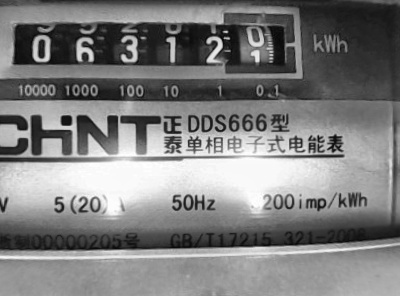 0 6 3 1 2 0 1 kWh
10000 1000 100 10 1 0.1
CHiNT 正泰 DDS666型
单相电子式电能表
V 5(20)A 50Hz 200imp/kWh
制00000205号 GB/T17215.321-2008